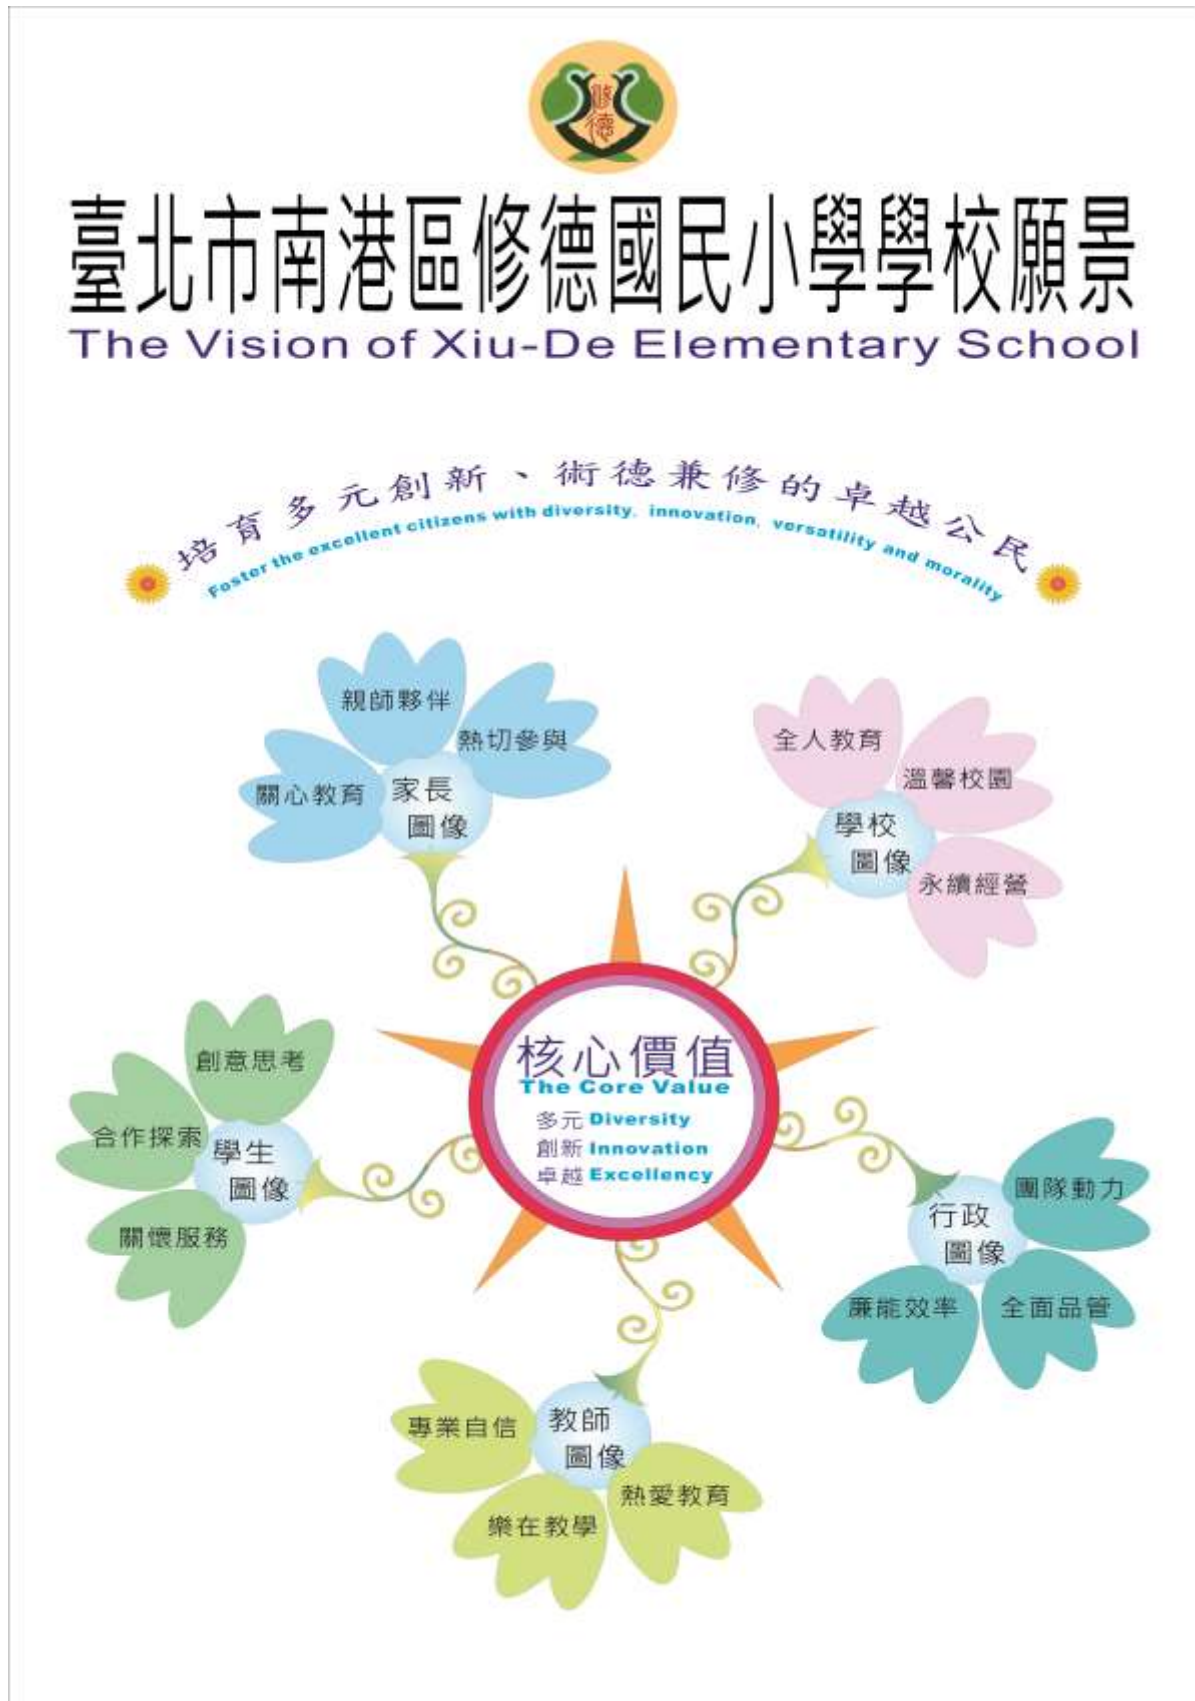 修德
臺北市南港區修德國民小學學校願景
The Vision of Xiu-De Elementary School
培育多元創新、術德兼修的卓越公民
Foster the excellent citizens with diversity, innovation, versatility and morality
親師夥伴
熱切參與
關心教育
家長
圖像
全人教育
溫馨校園
永續經營
學校
圖像
核心價值
The Core Value
多元 Diversity
創新 Innovation
卓越 Excellency
創意思考
合作探索
關懷服務
學生
圖像
團隊動力
行政
圖像
廉能效率
全面品管
專業自信
教師
圖像
熱愛教育
樂在教學